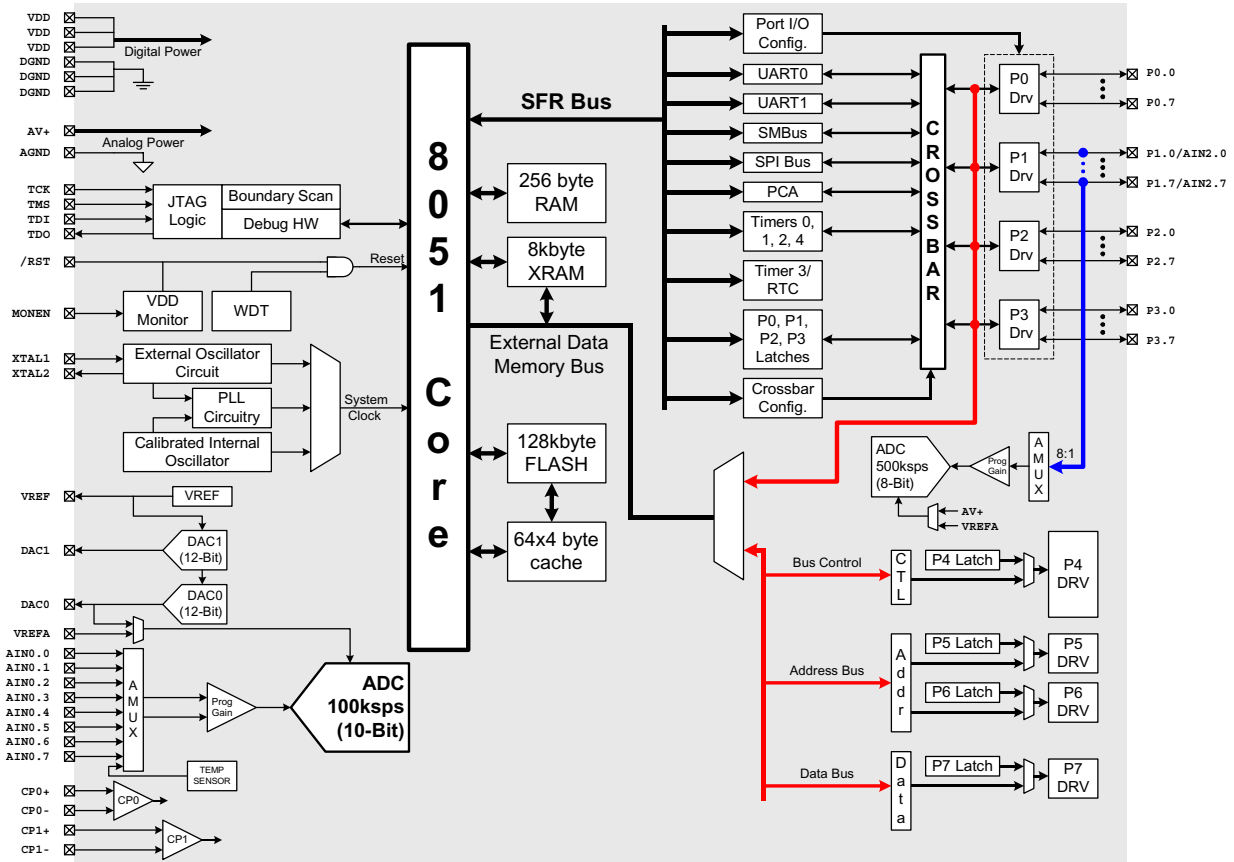 VDD
VDD
VDD
Digital Power
DGND
DGND
DGND
AV+
Analog Power
AGND
TCK
TMS
TDI
TDO
JTAG
Logic
Boundary Scan
Debug HW
/RST
Reset
MONEN
VDD
Monitor
WDT
XTAL1
XTAL2
External Oscillator
Circuit
PLL
Circuitry
Calibrated Internal
Oscillator
System
Clock
VREF
VREF
DAC1
DAC1
(12-Bit)
DAC0
DAC0
(12-Bit)
VREFA
AIN0.0
AIN0.1
AIN0.2
AIN0.3
AIN0.4
AIN0.5
AIN0.6
AIN0.7
AMUX
Prog
Gain
ADC
100ksps
(10-Bit)
TEMP
SENSOR
CP0+
CP0-
CP0
CP1+
CP1-
CP1
8051 Core
SFR Bus
256 byte
RAM
8kbyte
XRAM
External Data
Memory Bus
128kbyte
FLASH
64x4 byte
cache
Port I/O
Config.
UART0
UART1
SMBus
SPI Bus
PCA
Timers 0,
1, 2, 4
Timer 3/
RTC
P0, P1,
P2, P3
Latches
Crossbar
Config.
CROSSBAR
P0
Drv
P1
Drv
P2
Drv
P3
Drv
P0.0
P0.7
P1.0/AIN2.0
P1.7/AIN2.7
P2.0
P2.7
P3.0
P3.7
ADC
500ksps
(8-Bit)
Prog
Gain
AMUX
8:1
AV+
VREFA
Bus Control
CTL
P4 Latch
P4
DRV
Address Bus
Addr
P5 Latch
P5
DRV
P6 Latch
P6
DRV
Data Bus
Data
P7 Latch
P7
DRV